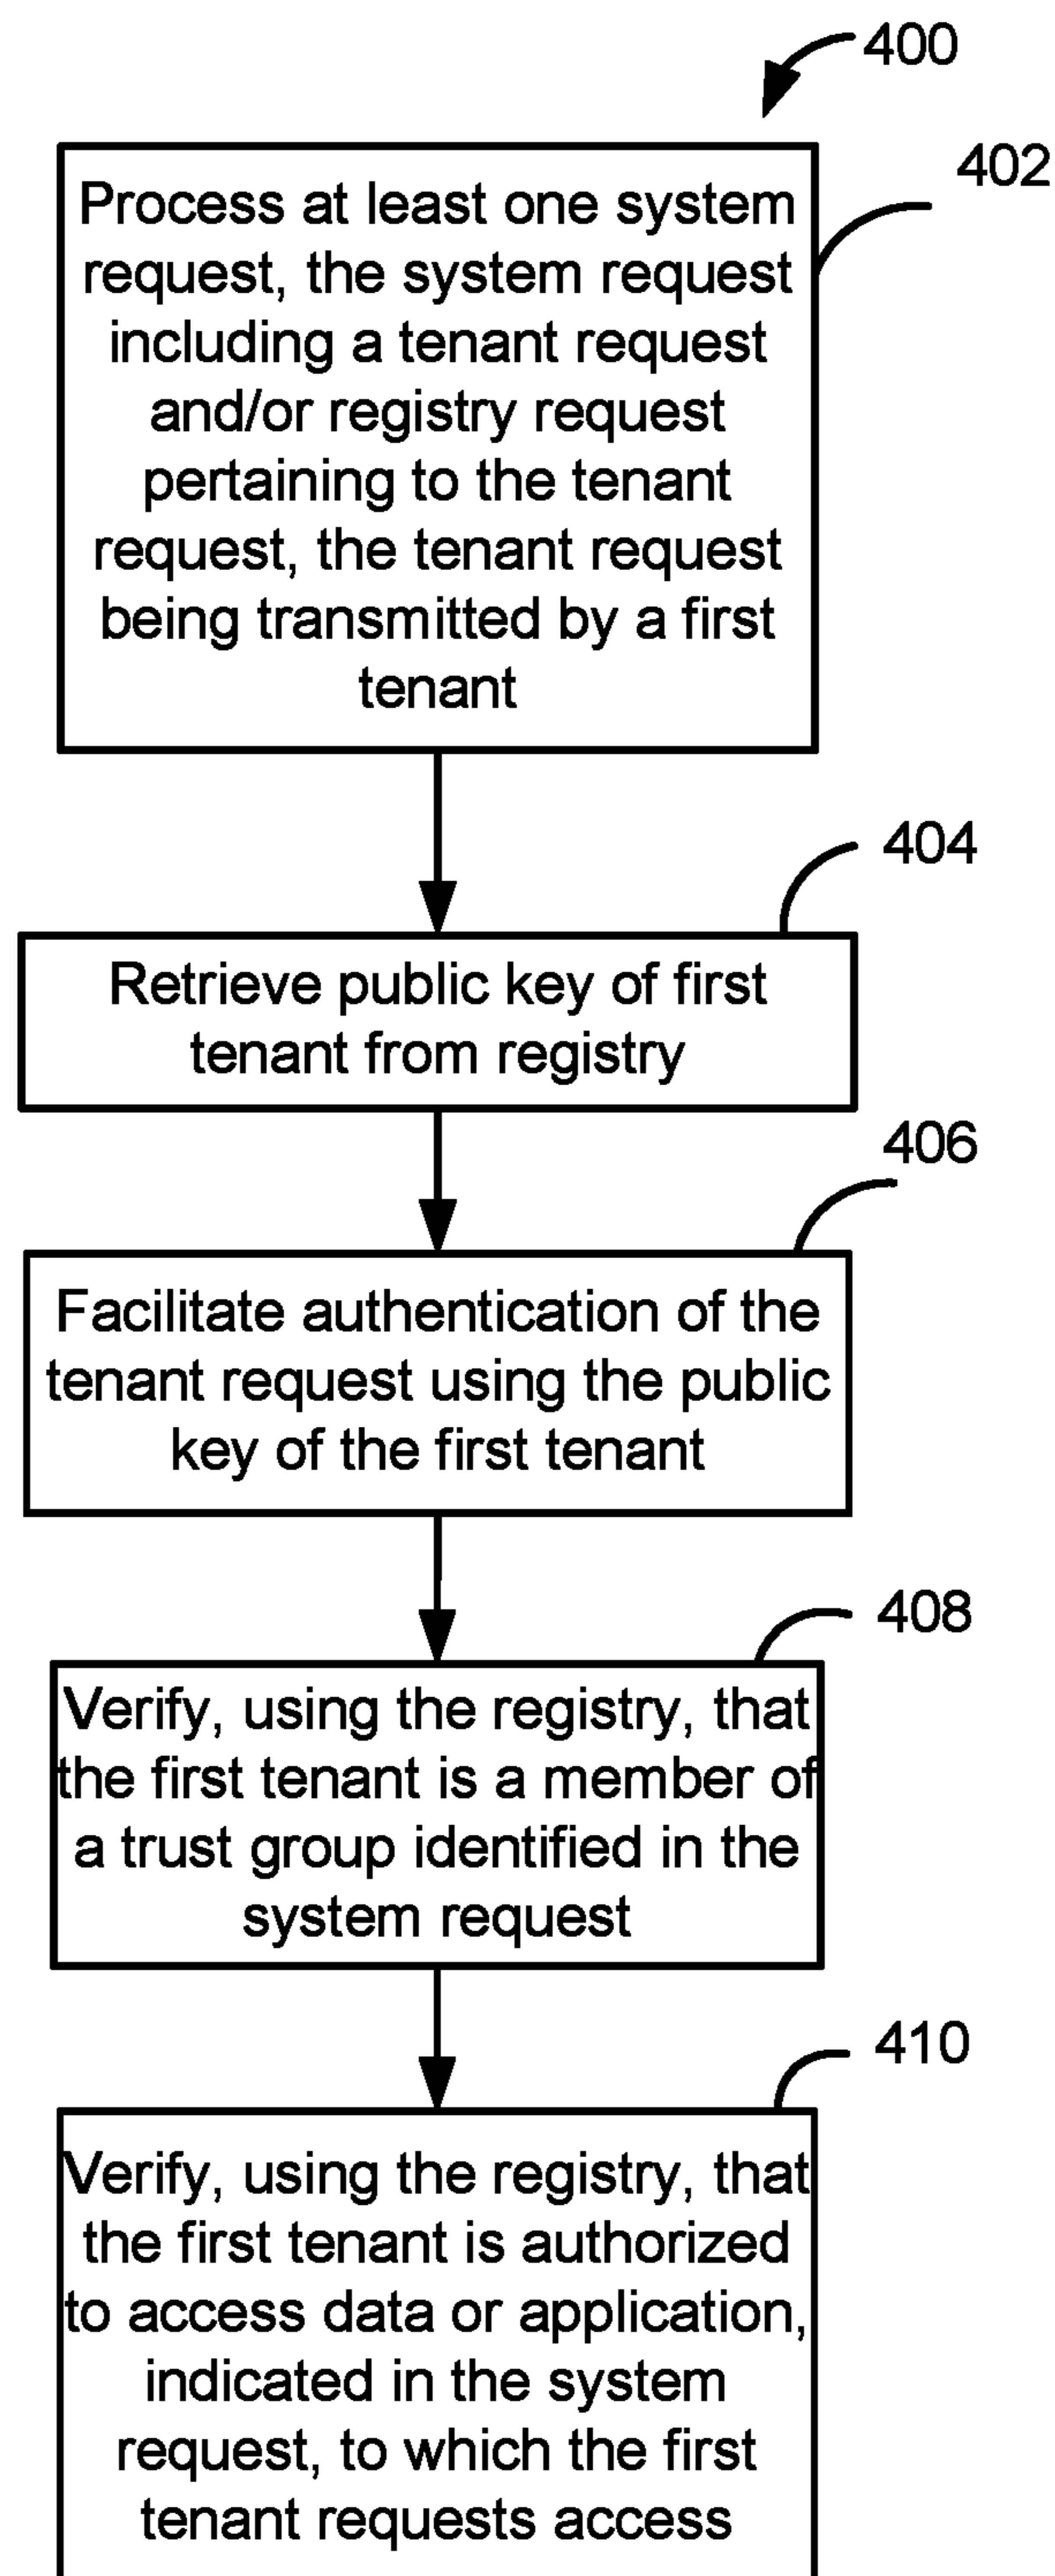 400
402
Process at least one system
request, the system request
including a tenant request
and/or registry request
pertaining to the tenant
request, the tenant request
being transmitted by a first
tenant
404
Retrieve public key of first
tenant from registry
406
Facilitate authentication of the
tenant request using the public
key of the first tenant
408
Verify, using the registry, that
the first tenant is a member of
a trust group identified in the
system request
410
Verify, using the registry, that
the first tenant is authorized
to access data or application,
indicated in the system
request, to which the first
tenant requests access